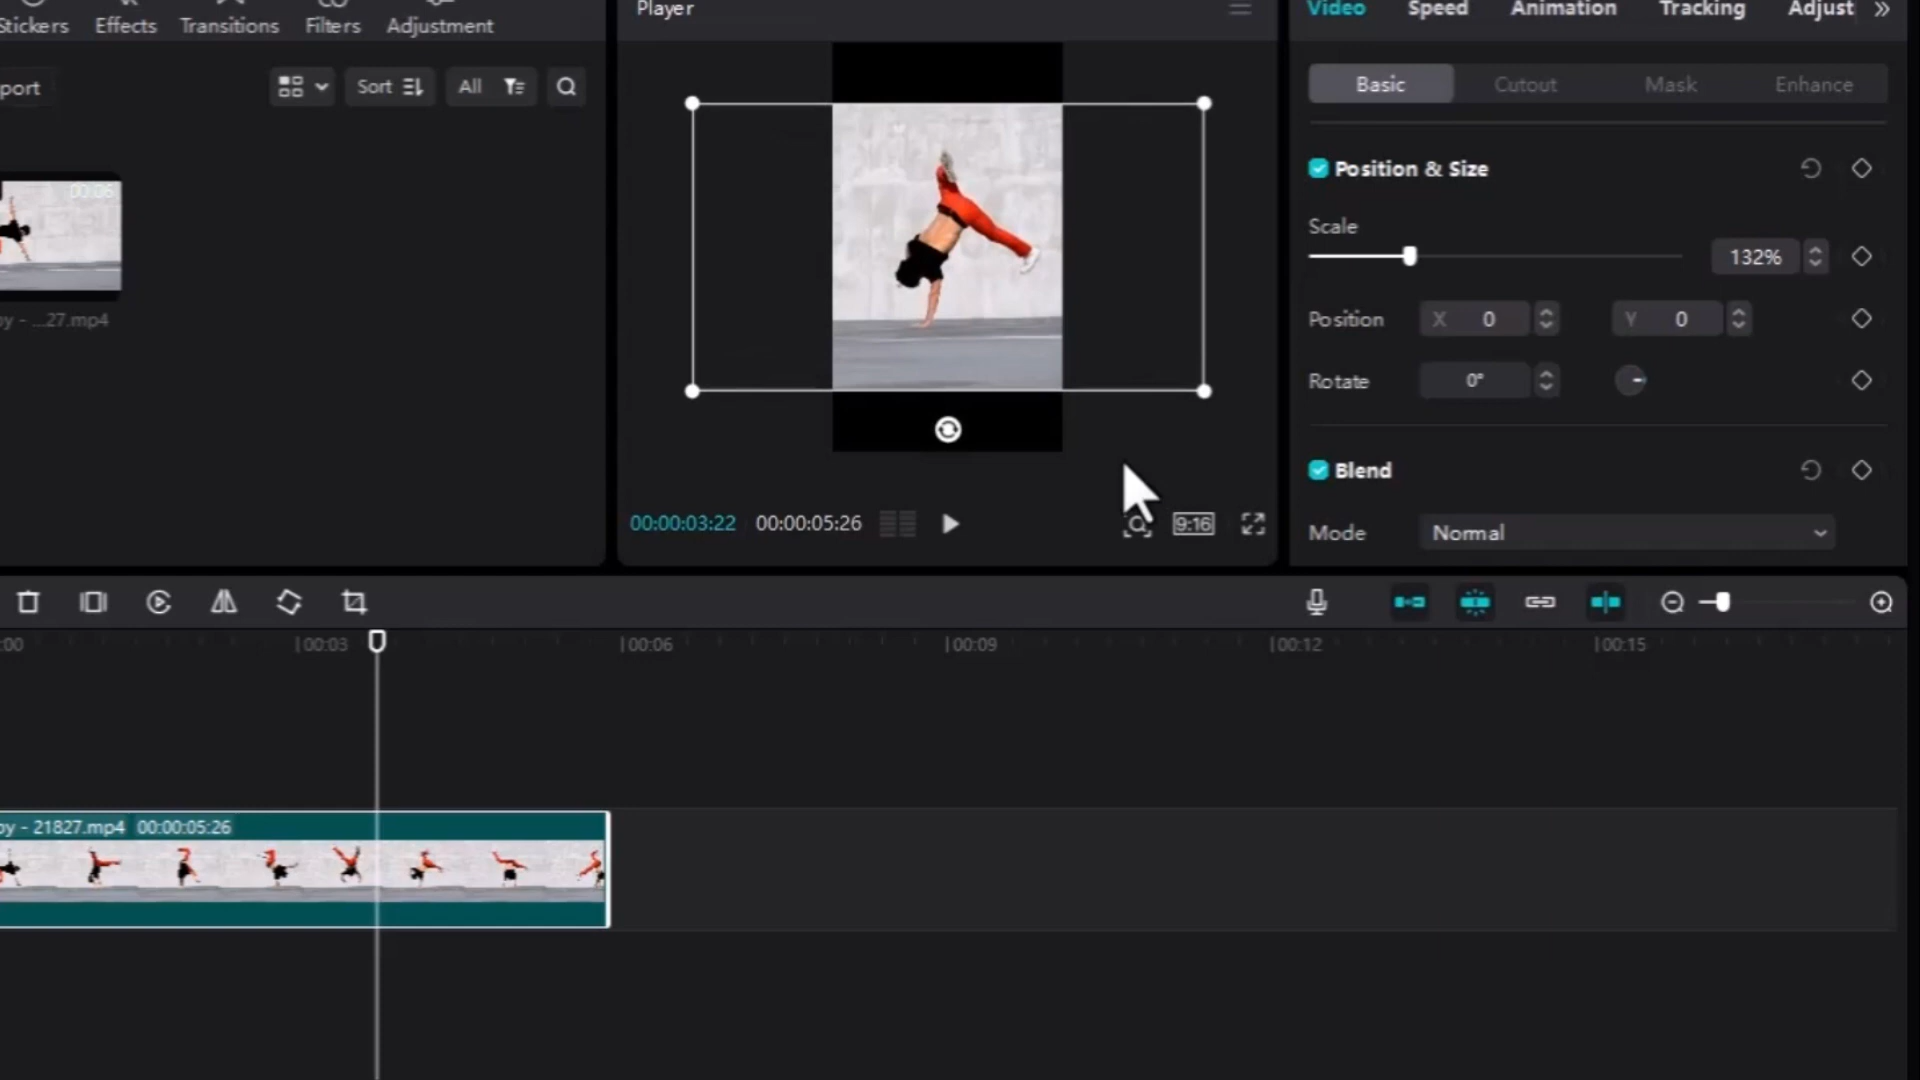 Stickers Effects Transitions Filters Adjustment
port
Sort All
00:06
by - ...27.mp4
Player
00:00:03:22 00:00:05:26
9:16
Video Speed Animation Tracking Adjust
Basic Cutout Mask Enhance
Position & Size
Scale
132%
Position X 0 Y 0
Rotate 0°
Blend
Mode Normal
:00 00:03 00:06 00:09 00:12 00:15
by - 21827.mp4 00:00:05:26